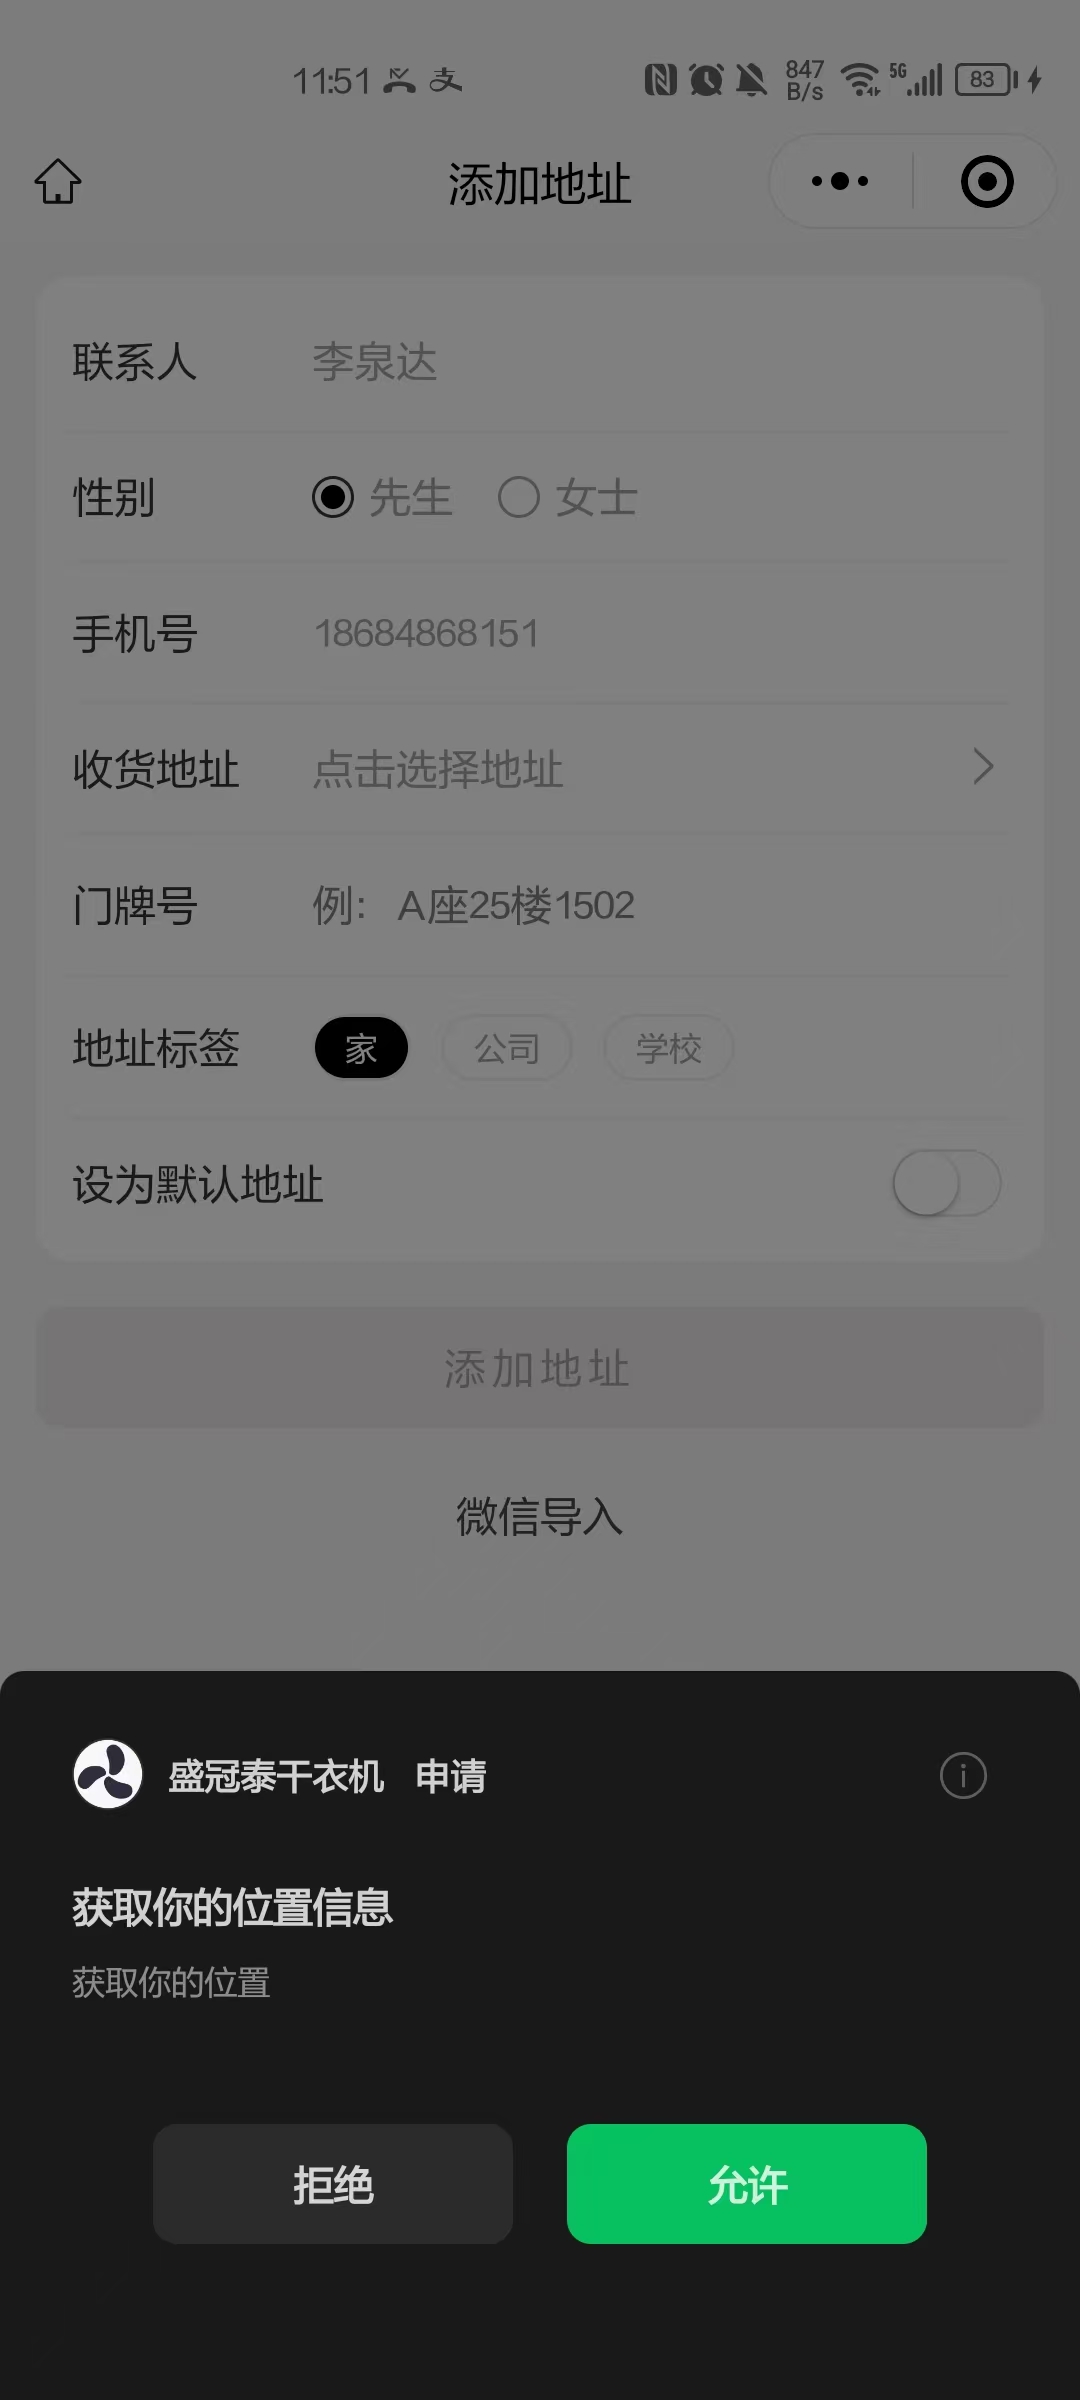 11:51 支 847 B/s 5G 83
添加地址
联系人 李泉达
性别 先生 女士
手机号 18684868151
收货地址 点击选择地址
门牌号 例: A座25楼1502
地址标签 家 公司 学校
设为默认地址
添加地址
微信导入
盛冠泰干衣机 申请
获取你的位置信息
获取你的位置
拒绝 允许